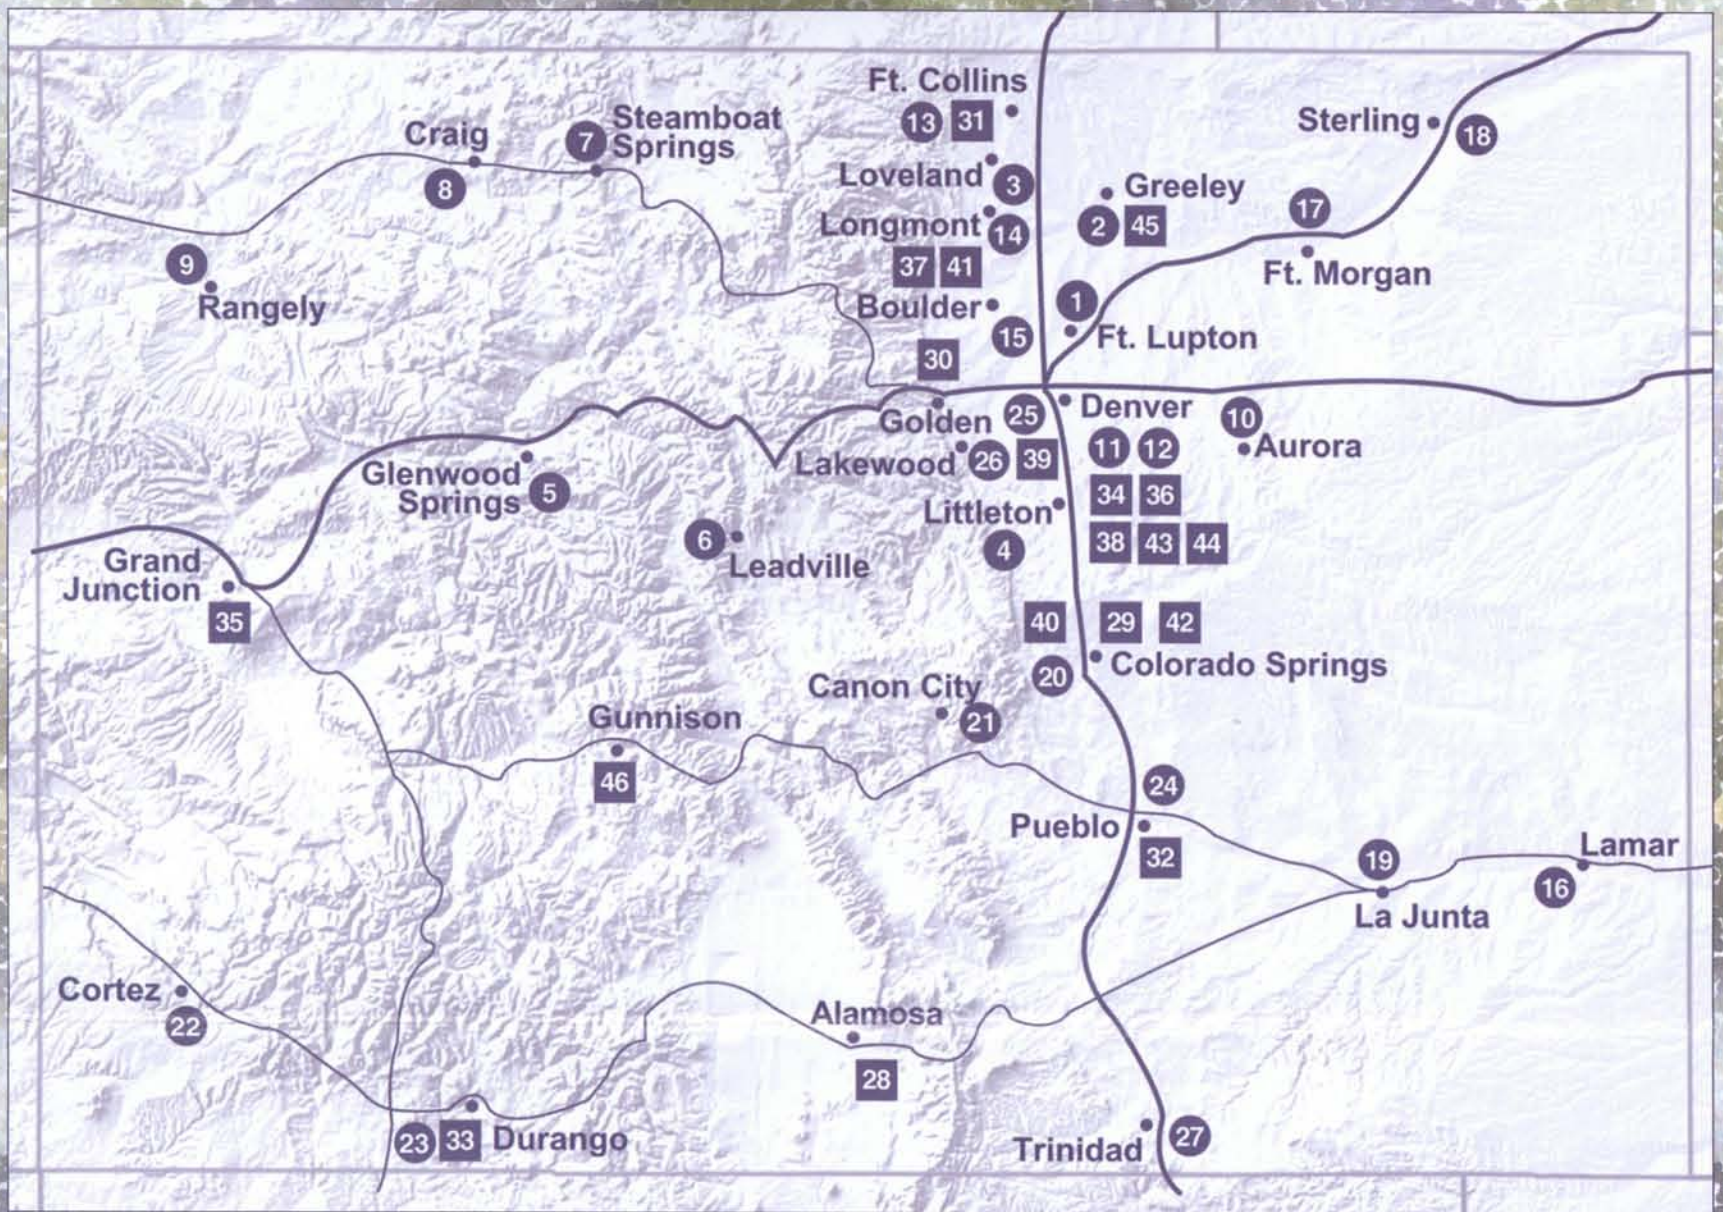 Ft. Collins
13 31
Sterling
18
Craig
8
7
Steamboat
Springs
Loveland
3
Greeley
2 45
17
Ft. Morgan
Longmont
14
37 41
9
Rangely
Boulder
15
1
Ft. Lupton
30
Golden
25
Denver
11 12
10
Aurora
Lakewood
26 39
34 36
38 43 44
Glenwood
Springs
5
Littleton
4
6
Leadville
Grand
Junction
35
40 29 42
20
Colorado Springs
Canon City
21
Gunnison
46
24
Pueblo
32
19
La Junta
Lamar
16
Cortez
22
Alamosa
28
23 33 Durango
Trinidad
27